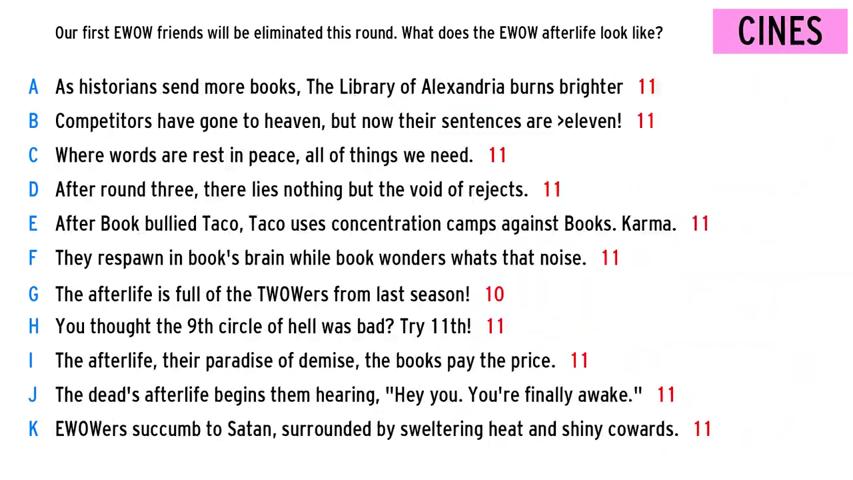 Our first EWOW friends will be eliminated this round. What does the EWOW afterlife look like?
CINES
A As historians send more books, The Library of Alexandria burns brighter 11
B Competitors have gone to heaven, but now their sentences are >eleven! 11
C Where words are rest in peace, all of things we need. 11
D After round three, there lies nothing but the void of rejects. 11
E After Book bullied Taco, Taco uses concentration camps against Books. Karma. 11
F They respawn in book's brain while book wonders whats that noise. 11
G The afterlife is full of the TWOWers from last season! 10
H You thought the 9th circle of hell was bad? Try 11th! 11
I The afterlife, their paradise of demise, the books pay the price. 11
J The dead's afterlife begins them hearing, "Hey you. You're finally awake." 11
K EWOWers succumb to Satan, surrounded by sweltering heat and shiny cowards. 11